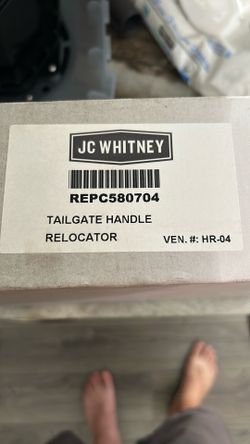 JC WHITNEY
REPC580704
TAILGATE HANDLE
RELOCATOR VEN. #: HR-04